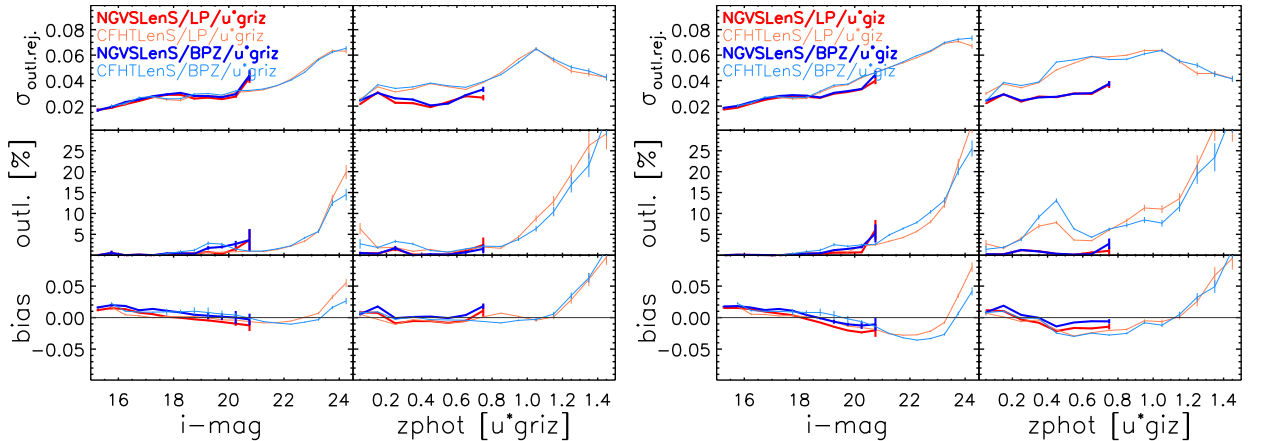 NGVSLenS/LP/u*griz
CFHTLenS/LP/u*griz
NGVSLenS/BPZ/u*griz
CFHTLenS/BPZ/u*griz
σoutl.rej.
0.08
0.06
0.04
0.02
outl. [%]
25
20
15
10
5
bias
0.05
0.00
−0.05
16 18 20 22 24
i−mag
0.2 0.4 0.6 0.8 1.0 1.2 1.4
zphot [u*griz]
NGVSLenS/LP/u*giz
CFHTLenS/LP/u*giz
NGVSLenS/BPZ/u*giz
CFHTLenS/BPZ/u*giz
σoutl.rej.
0.08
0.06
0.04
0.02
outl. [%]
25
20
15
10
5
bias
0.05
0.00
−0.05
16 18 20 22 24
i−mag
0.2 0.4 0.6 0.8 1.0 1.2 1.4
zphot [u*giz]